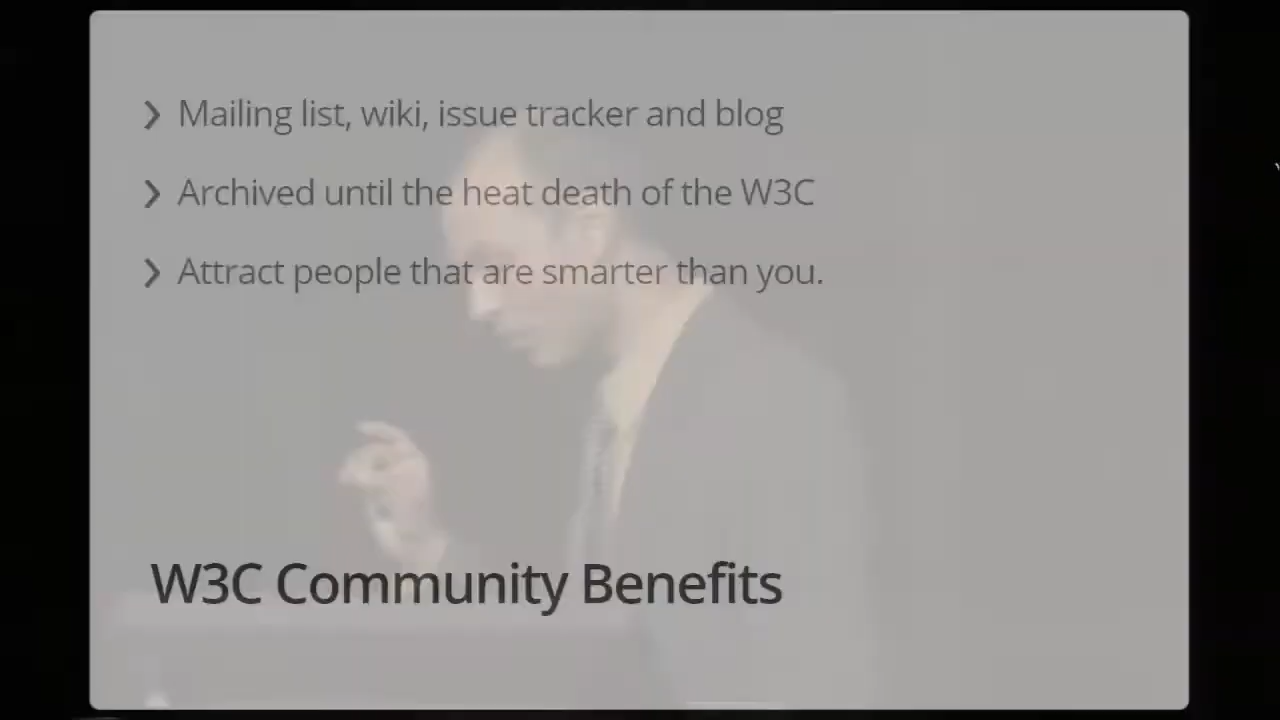 Mailing list, wiki, issue tracker and blog
Archived until the heat death of the W3C
Attract people that are smarter than you.
W3C Community Benefits